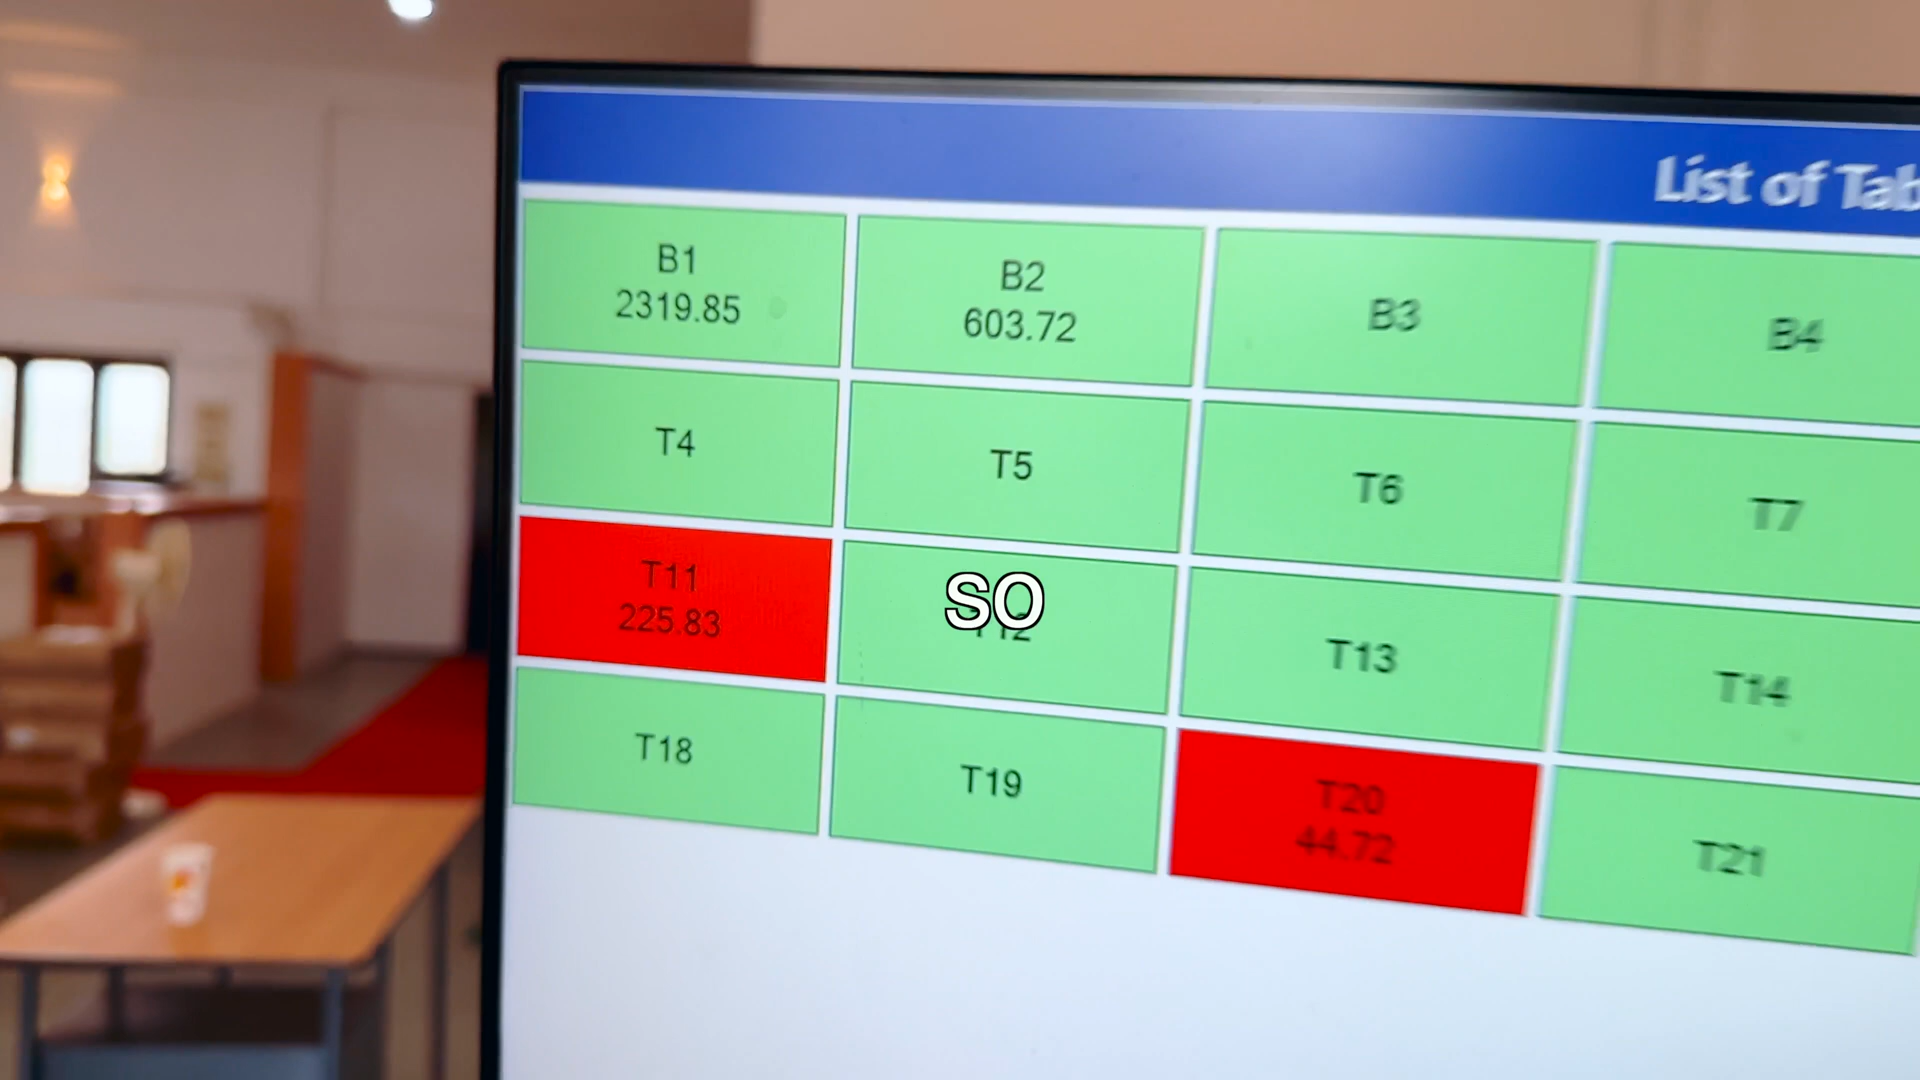 List of Tab
B1
2319.85
B2
603.72
B3
B4
T4
T5
T6
T7
T11
225.83
SO
T12
T13
T14
T18
T19
T20
44.72
T21